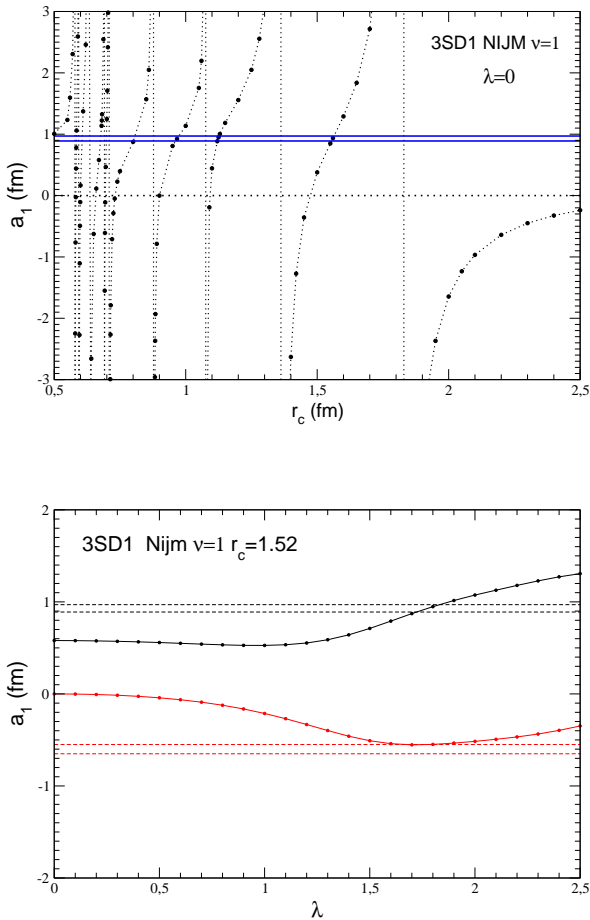 3
2
1
0
-1
-2
-3
a1 (fm)
3SD1 NIJM ν=1
λ=0
0,5 1 1,5 2 2,5
rc (fm)
2
1
0
-1
-2
a1 (fm)
3SD1 Nijm ν=1 rc=1.52
0 0,5 1 1,5 2 2,5
λ